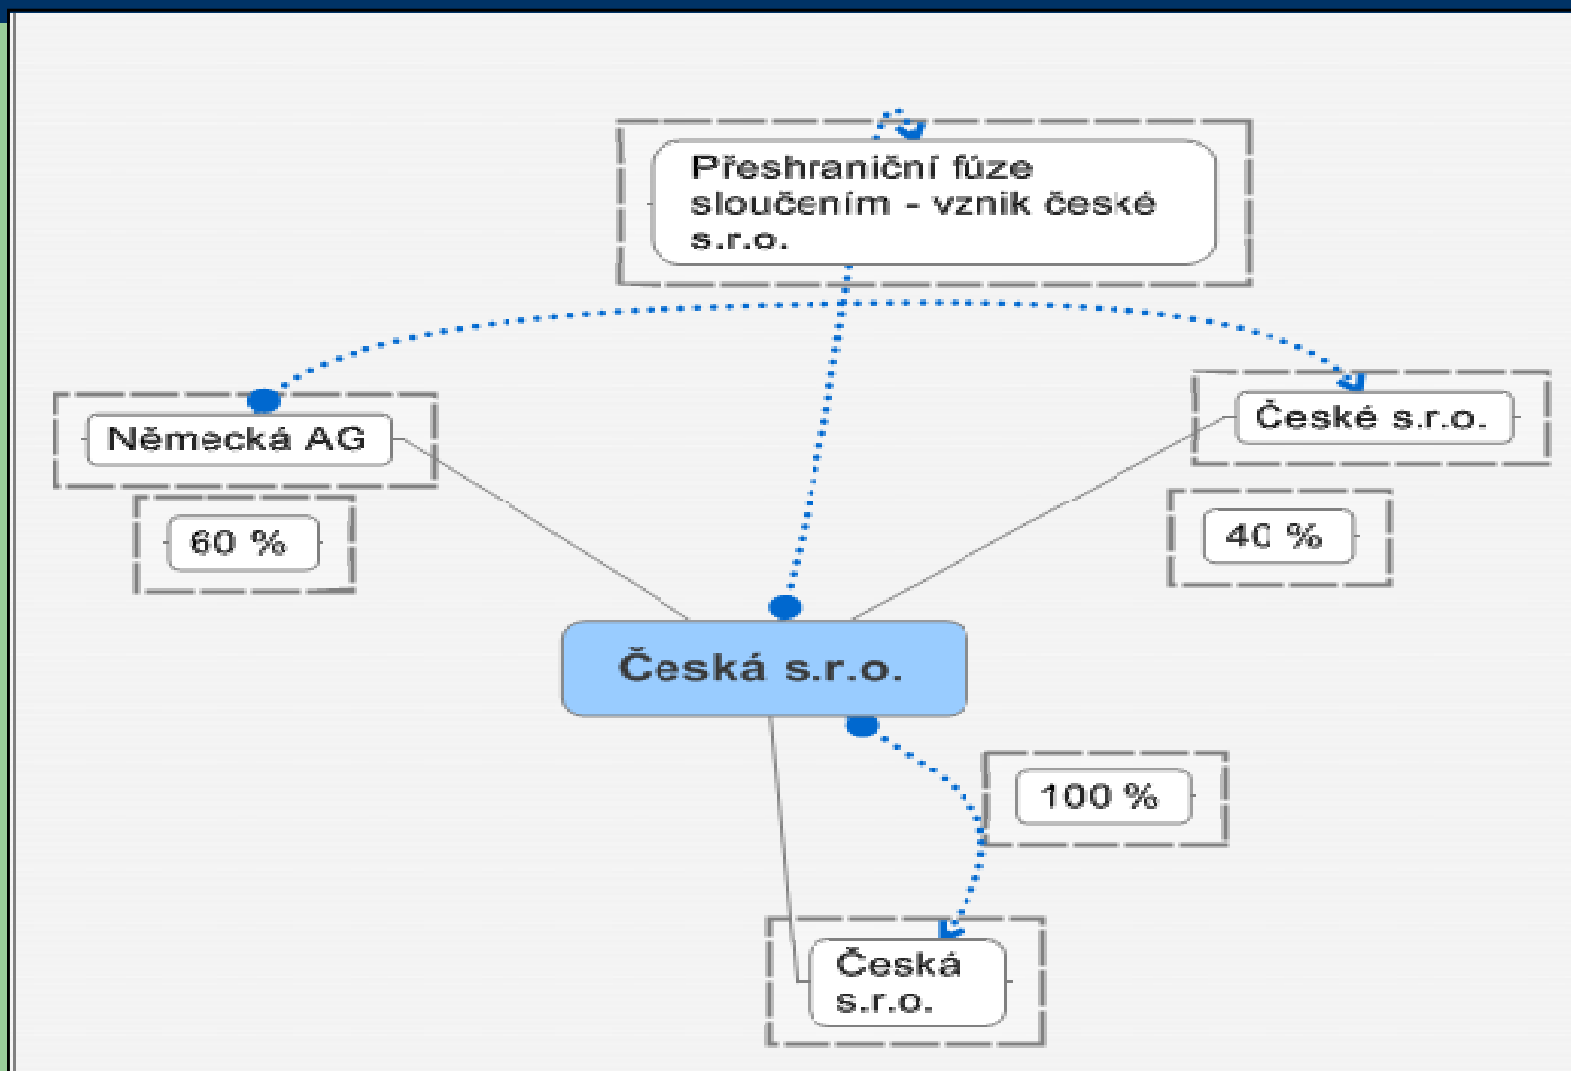 Přeshraniční fúze
sloučením - vznik české
s.r.o.
Německá AG
České s.r.o.
60 %
40 %
Česká s.r.o.
100 %
Česká
s.r.o.